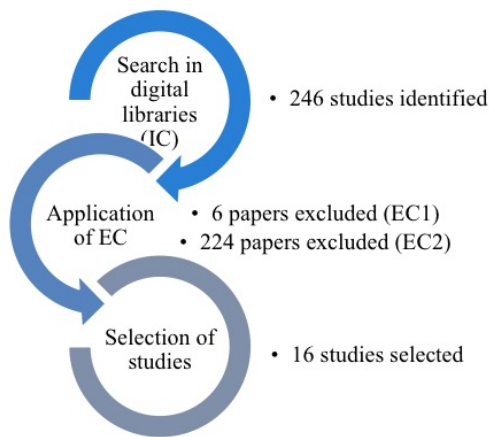 Search in
digital
libraries
(IC)
• 246 studies identified
Application
of EC
• 6 papers excluded (EC1)
• 224 papers excluded (EC2)
Selection of
studies
• 16 studies selected